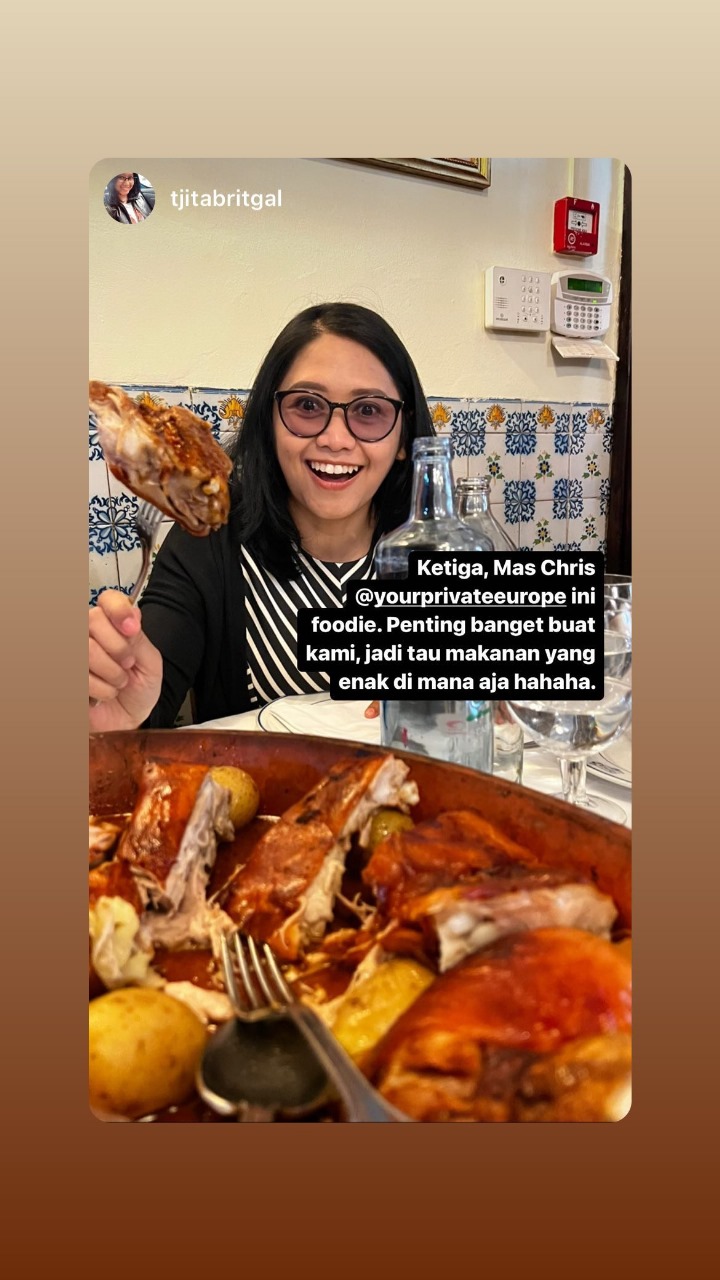 tjitabritgal
Ketiga, Mas Chris
@yourprivateeurope ini
foodie. Penting banget buat
kami, jadi tau makanan yang
enak di mana aja hahaha.